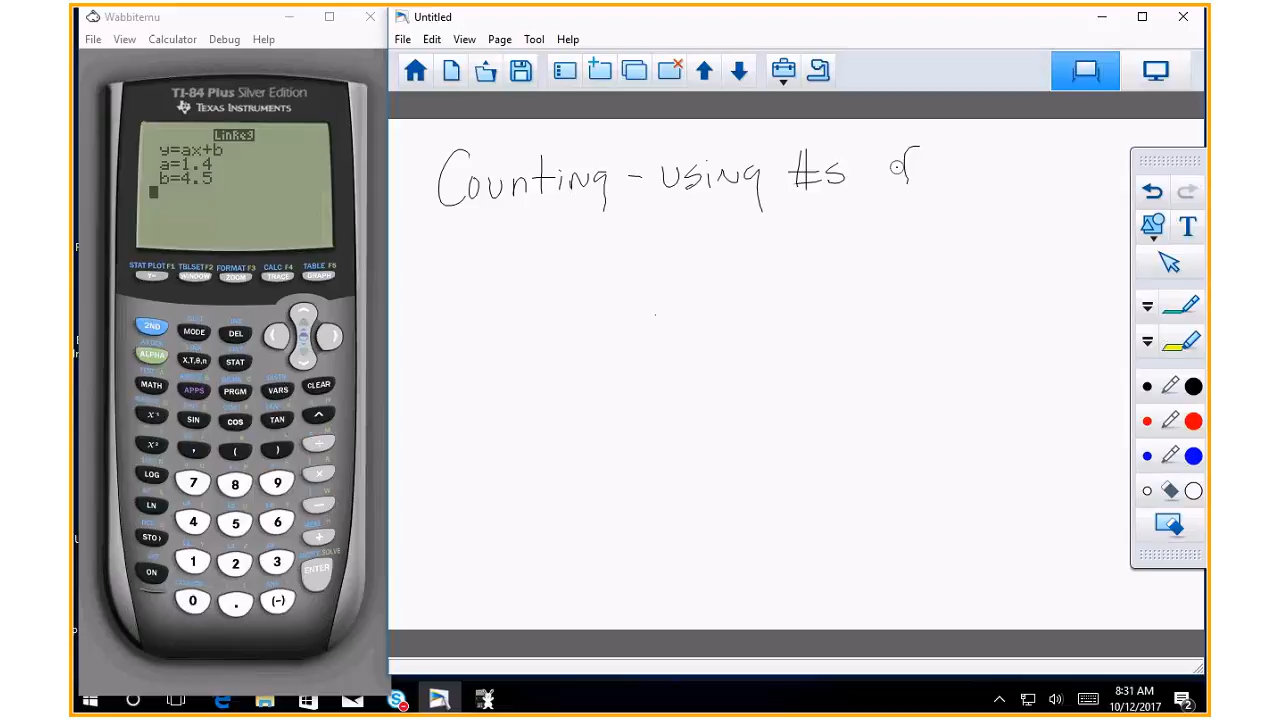 Wabbitemu
Untitled
File View Calculator Debug Help
File Edit View Page Tool Help
TI-84 Plus Silver Edition
TEXAS INSTRUMENTS
LinReg
y=ax+b
a=1.4
b=4.5
Counting - using #s
STAT PLOT F1 TBLSET F2 FORMAT F3 CALC F4 TABLE F5
Y= WINDOW ZOOM TRACE GRAPH
2ND MODE DEL
ALPHA X,T,θ,n STAT
MATH APPS PRGM VARS CLEAR
x⁻¹ SIN COS TAN ^
x² , ( ) ÷
LOG 7 8 9 ×
LN 4 5 6 −
STO› 1 2 3 +
ON 0 . (-) ENTER
T
8:31 AM
10/12/2017
2